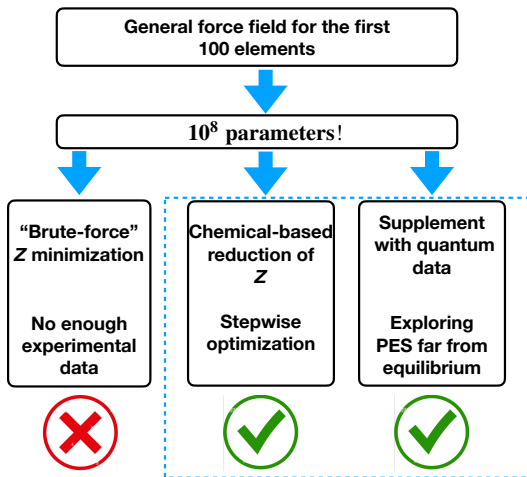 General force field for the first
100 elements
10⁸ parameters!
“Brute-force”
Z minimization
No enough
experimental
data
Chemical-based
reduction of
Z
Stepwise
optimization
Supplement
with quantum
data
Exploring
PES far from
equilibrium